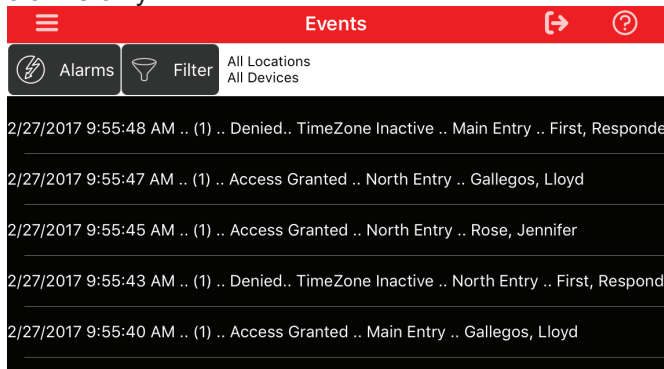 Events
Alarms
Filter
All Locations
All Devices
2/27/2017 9:55:48 AM .. (1) .. Denied.. TimeZone Inactive .. Main Entry .. First, Responde
2/27/2017 9:55:47 AM .. (1) .. Access Granted .. North Entry .. Gallegos, Lloyd
2/27/2017 9:55:45 AM .. (1) .. Access Granted .. North Entry .. Rose, Jennifer
2/27/2017 9:55:43 AM .. (1) .. Denied.. TimeZone Inactive .. North Entry .. First, Respond
2/27/2017 9:55:40 AM .. (1) .. Access Granted .. Main Entry .. Gallegos, Lloyd